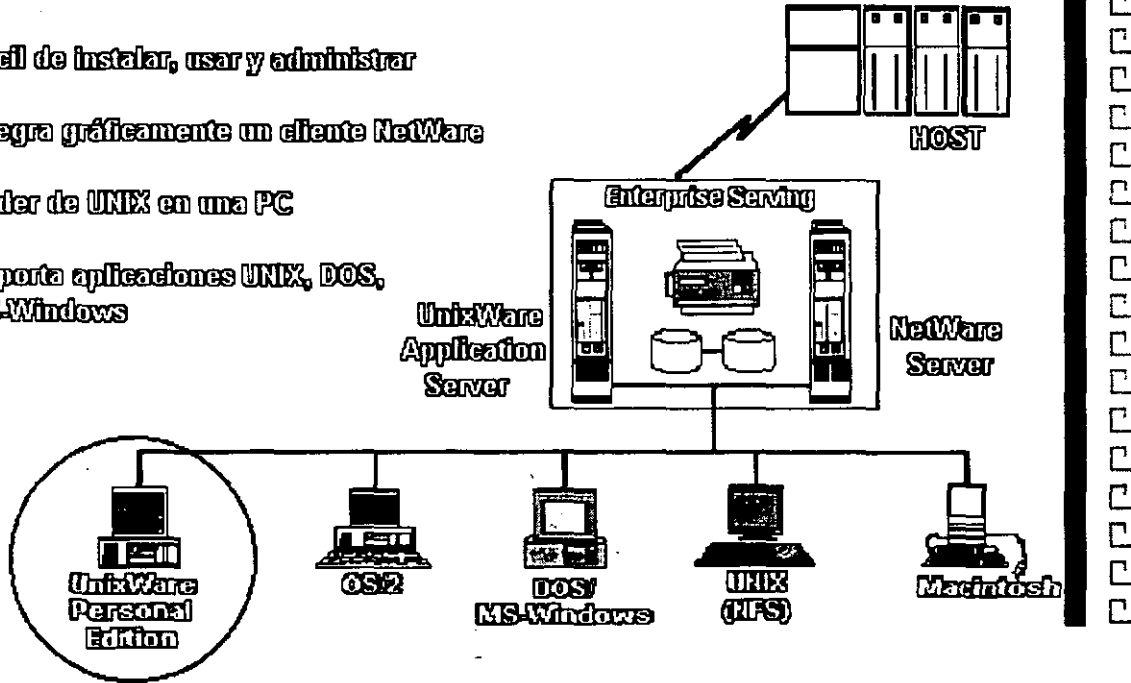 cil de instalar, usar y administrar
egra gráficamente un cliente NetWare
der de UNIX en una PC
porta aplicaciones UNIX, DOS,
-Windows
HOST
Enterprise Serving
UnixWare
Application
Server
NetWare
Server
UnixWare
Personal
Edition
OS/2
DOS/
MS-Windows
UNIX
(NFS)
Macintosh